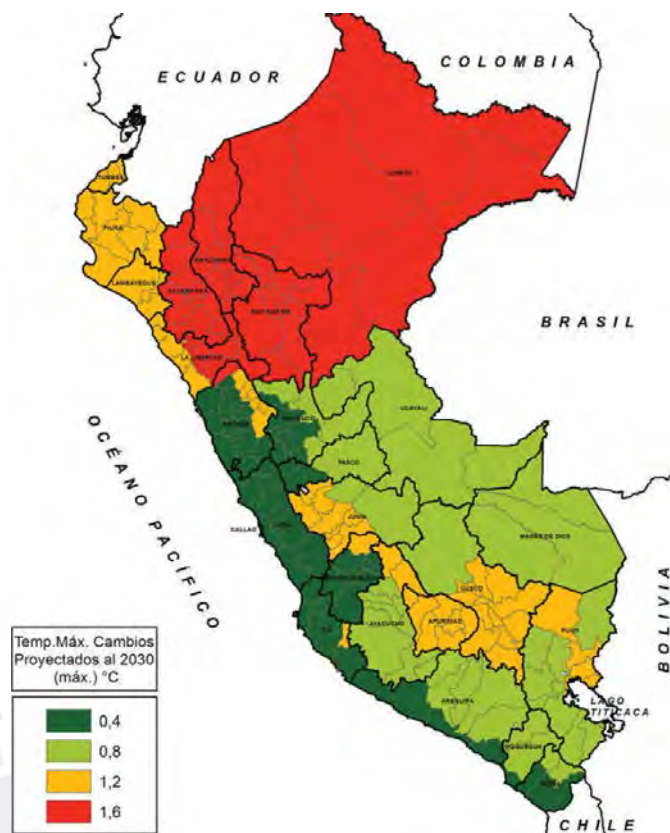 ECUADOR
COLOMBIA
TUMBES
LORETO
PIURA
LAMBAYEQUE
AMAZONAS
CAJAMARCA
SAN MARTIN
BRASIL
LA LIBERTAD
UCAYALI
ANCASH
HUANUCO
PASCO
OCÉANO PACÍFICO
LIMA
JUNIN
CALLAO
MADRE DE DIOS
CUSCO
ICA
AYACUCHO
APURIMAC
PUNO
BOLIVIA
LAGO
TITICACA
AREQUIPA
MOQUEGUA
CHILE
Temp.Máx. Cambios
Proyectados al 2030
(máx.) °C
0,4
0,8
1,2
1,6